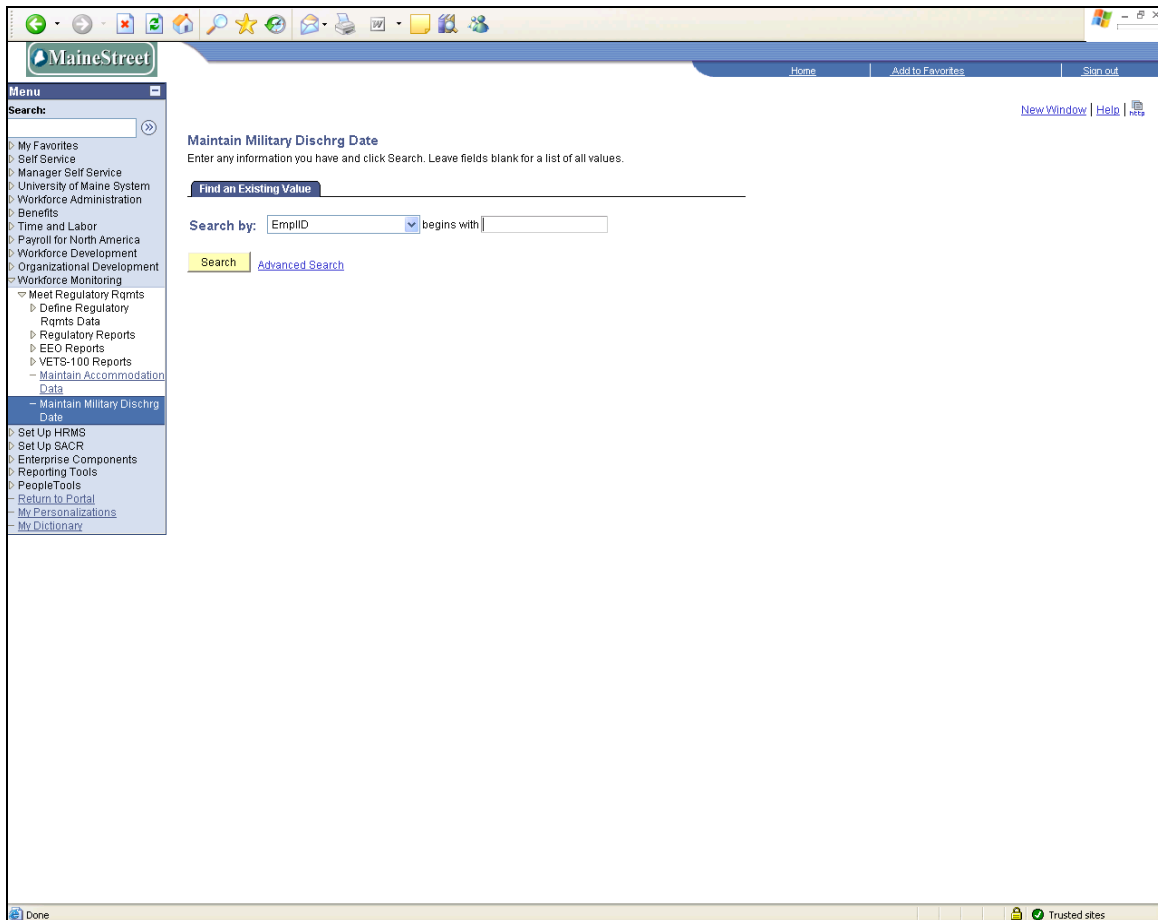 MaineStreet
Home
Add to Favorites
Sign out
Menu
Search:
New Window | Help | http
My Favorites
Self Service
Manager Self Service
University of Maine System
Workforce Administration
Benefits
Time and Labor
Payroll for North America
Workforce Development
Organizational Development
Workforce Monitoring
Meet Regulatory Rqmts
Define Regulatory
Rqmts Data
Regulatory Reports
EEO Reports
VETS-100 Reports
Maintain Accommodation
Data
Maintain Military Dischrg
Date
Set Up HRMS
Set Up SACR
Enterprise Components
Reporting Tools
PeopleTools
Return to Portal
My Personalizations
My Dictionary
Maintain Military Dischrg Date
Enter any information you have and click Search. Leave fields blank for a list of all values.
Find an Existing Value
Search by: EmplID begins with
Search Advanced Search
Done
Trusted sites